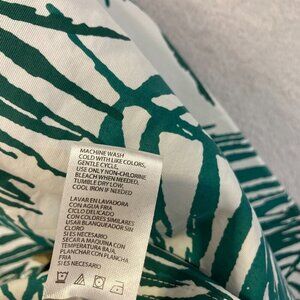 MACHINE WASH
COLD WITH LIKE COLORS,
GENTLE CYCLE,
USE ONLY NON-CHLORINE
BLEACH WHEN NEEDED,
TUMBLE DRY LOW,
COOL IRON IF NEEDED
LAVAR EN LAVADORA
CON AGUA FRIA
CICLO DELICADO
CON COLORES SIMILARES
USAR BLANQUEADOR SIN
CLORO
SI ES NECESARIO
SECAR A MAQUINA CON
TEMPERATURA BAJA,
PLANCHAR CON PLANCHA
FRIA
SI ES NECESARIO